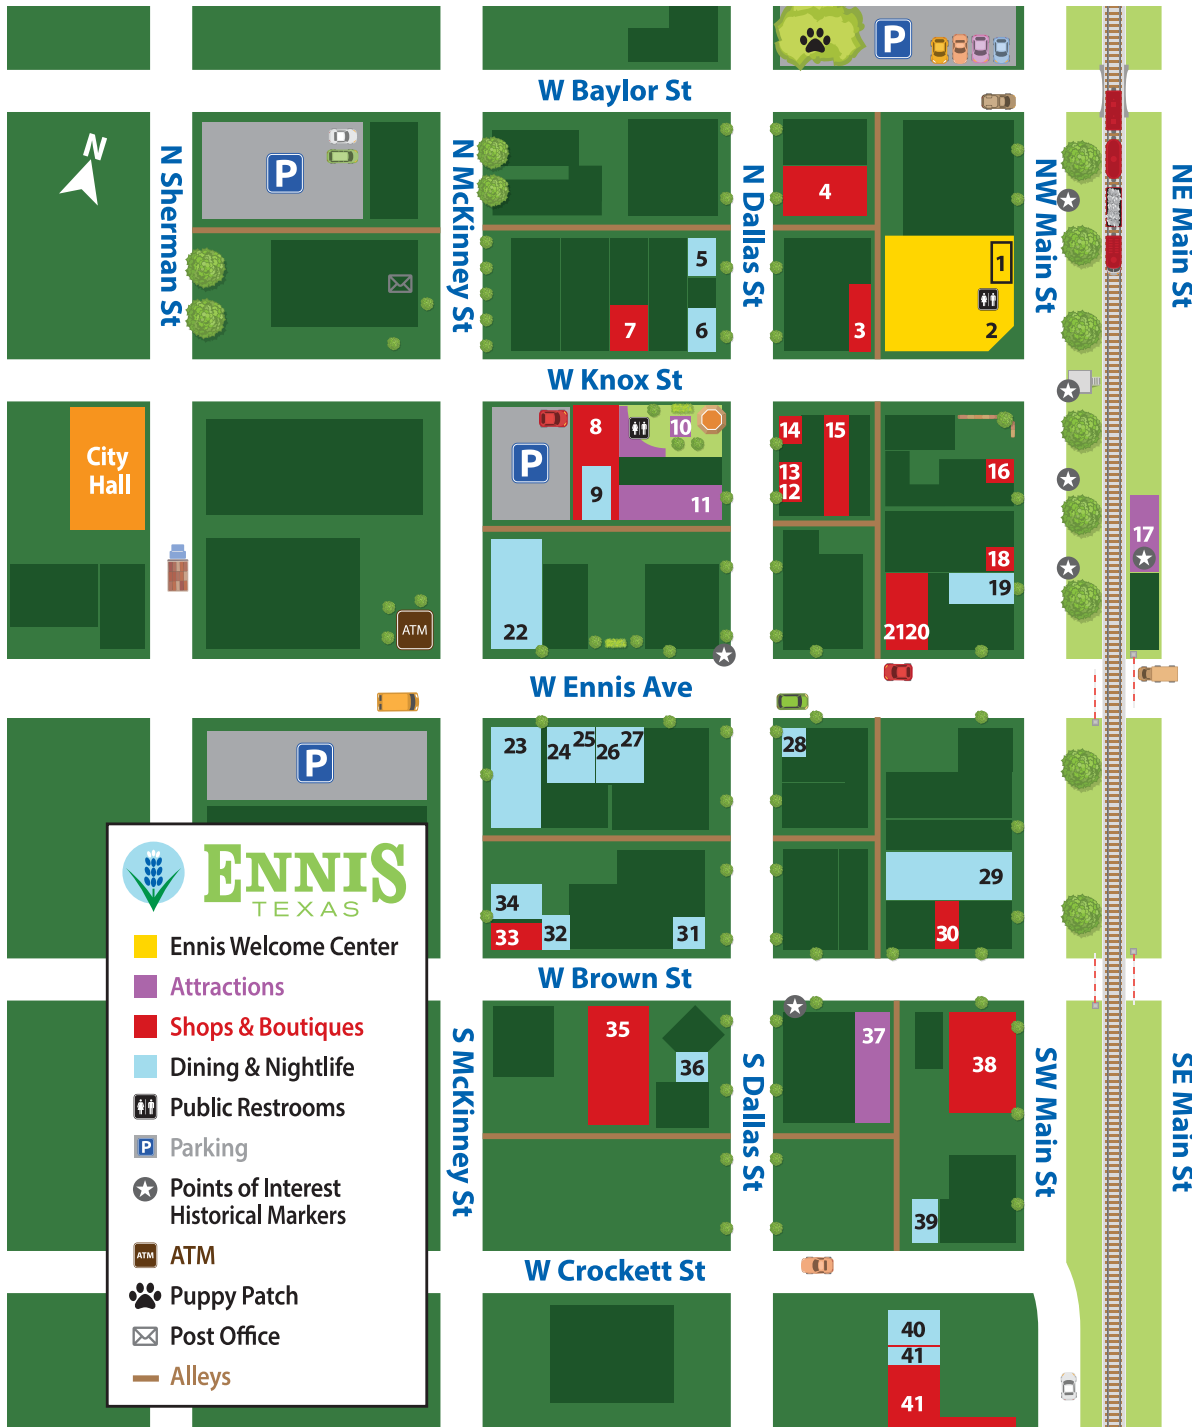 P
W Baylor St
N
P
N Sherman St
N McKinney St
N Dallas St
NW Main St
NE Main St
4
5
1
2
3
6
7
W Knox St
City
Hall
P
8
9
10
11
14
15
13
12
16
17
18
19
22
2120
ATM
W Ennis Ave
P
23
24
25
26
27
28
29
34
33
32
31
30
W Brown St
ENNIS
TEXAS
Ennis Welcome Center
Attractions
Shops & Boutiques
Dining & Nightlife
Public Restrooms
P Parking
Points of Interest
Historical Markers
ATM ATM
Puppy Patch
Post Office
Alleys
S McKinney St
S Dallas St
SW Main St
SE Main St
35
36
37
38
39
W Crockett St
40
41
41